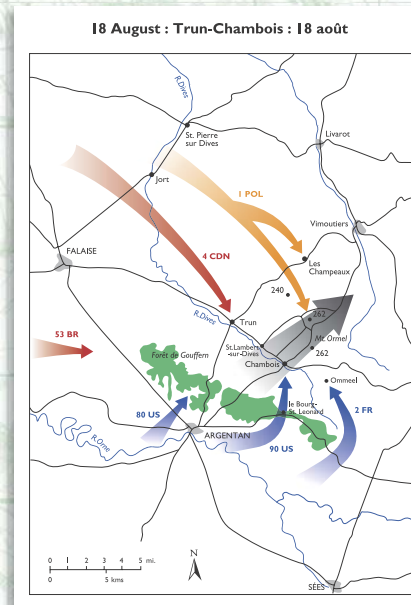 18 August : Trun-Chambois : 18 août
R.Dives
St. Pierre
sur Dives
Livarot
Jort
1 POL
Vimoutiers
FALAISE
4 CDN
Les
Champeaux
240
R.Dives
262
Trun
Mt. Ormel
53 BR
St.Lambert
-sur-Dives
262
Forêt de Gouffern
Chambois
Ommeel
80 US
le Bourg-
St. Leonard
2 FR
R.Orne
ARGENTAN
90 US
0 1 2 3 4 5 mi.
0 5 kms
N
SÉES